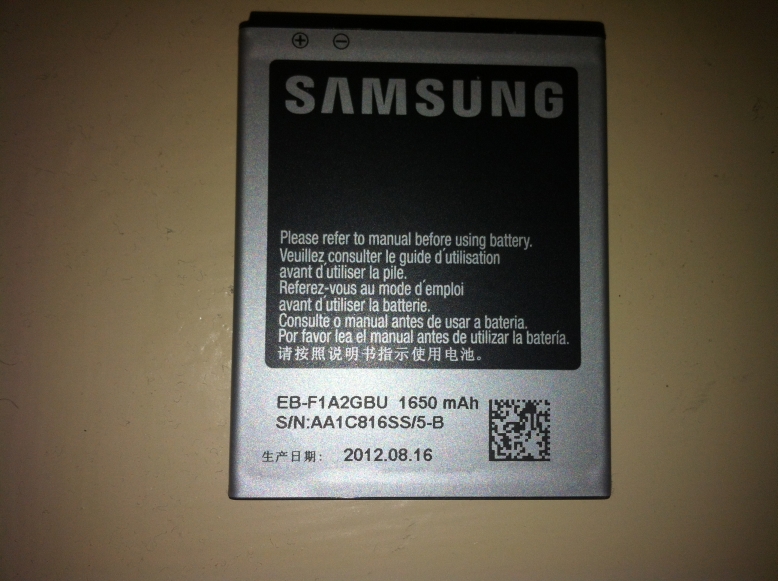 SAMSUNG
Please refer to manual before using battery.
Veuillez consulter le guide d'utilisation
avant d'utiliser la pile.
Referez-vous au mode d'emploi
avant d'utiliser la batterie.
Consulte o manual antes de usar a bateria.
Por favor lea el manual antes de utilizar la batería.
请按照说明书指示使用电池。
EB-F1A2GBU 1650 mAh
S/N:AA1C816SS/5-B
生产日期: 2012.08.16